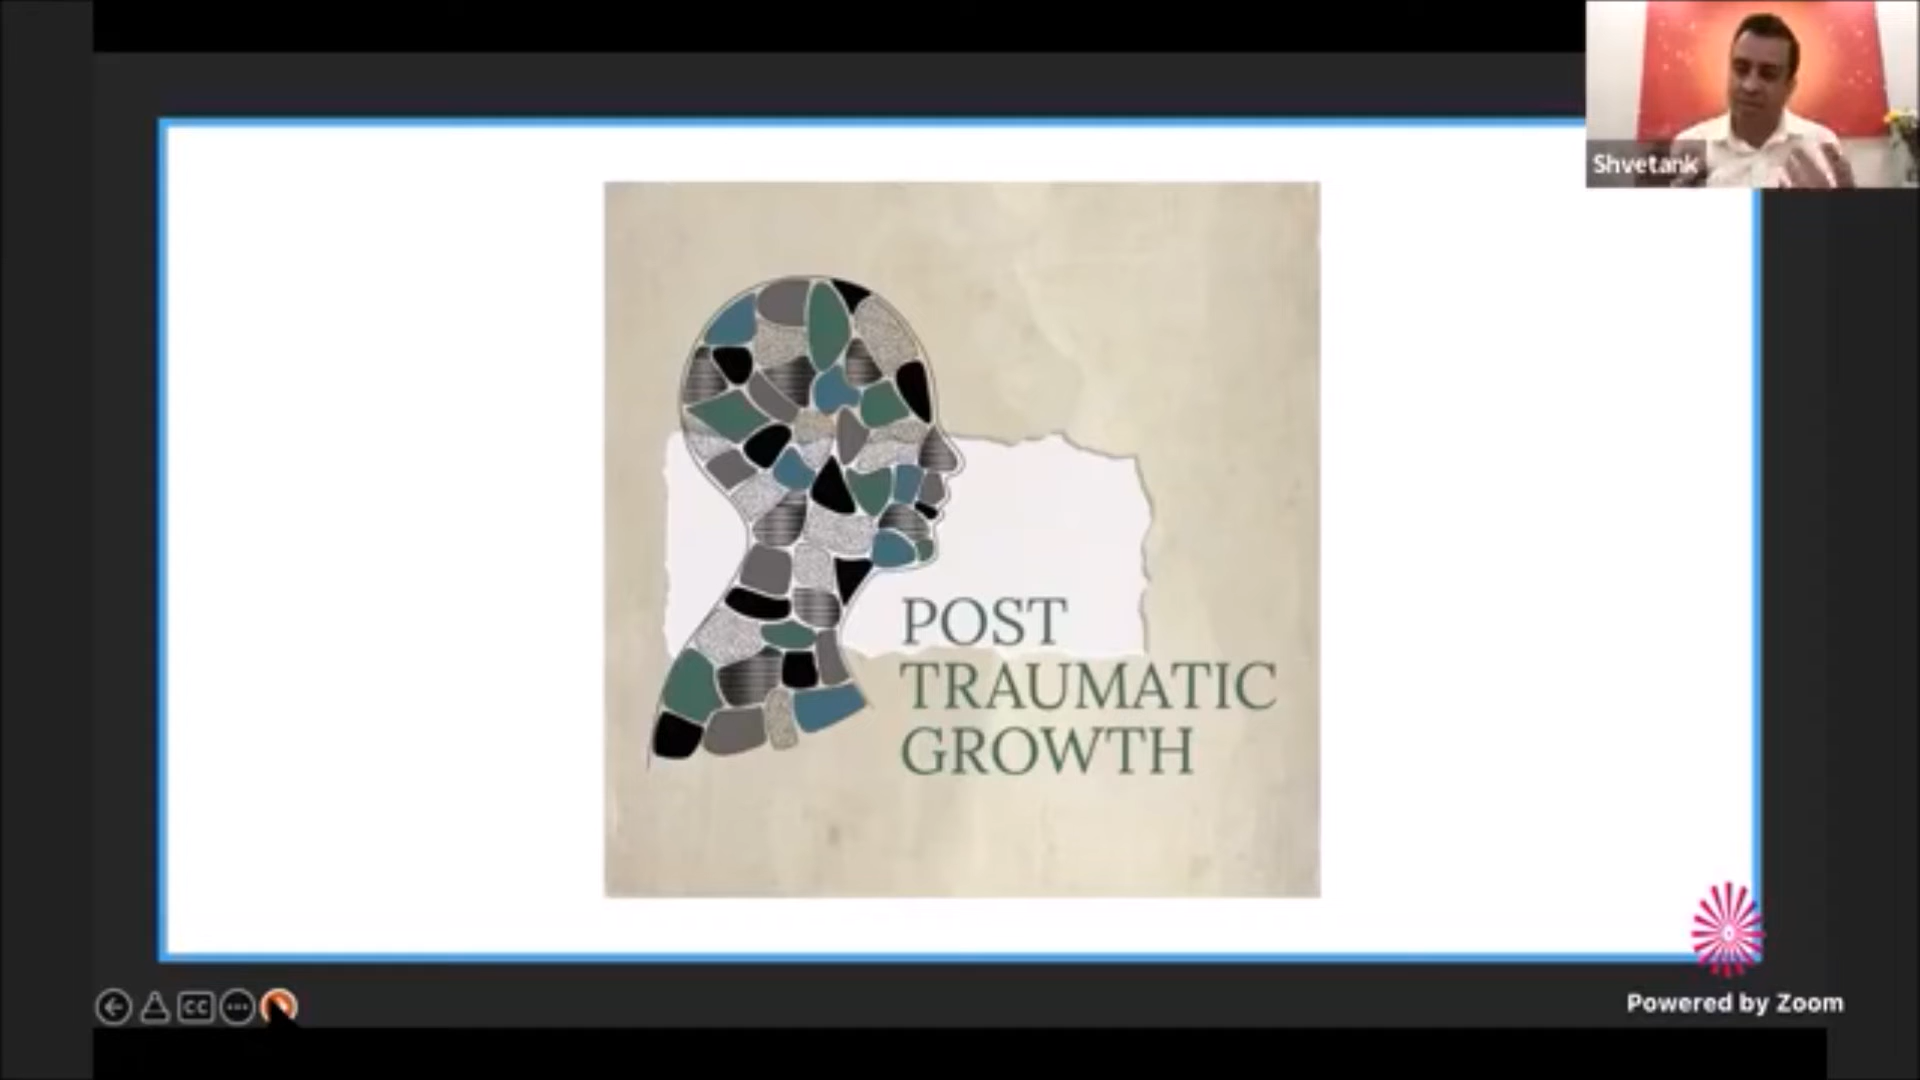 Shvetank
POST
TRAUMATIC
GROWTH
CC
Powered by Zoom